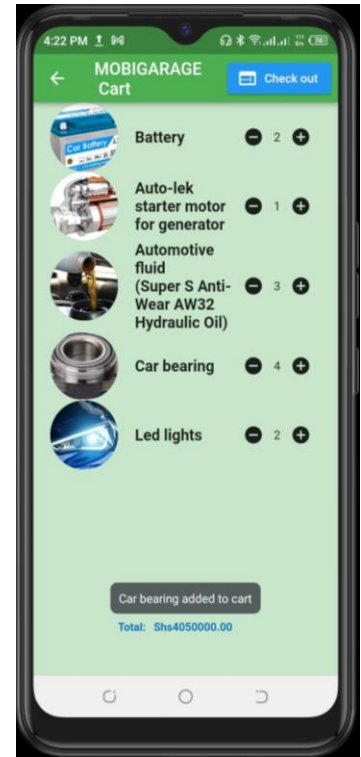 4:22 PM
MOBIGARAGE
Cart
Check out
Car Battery
Battery
2
Auto-lek
starter motor
for generator
1
Automotive
fluid
(Super S Anti-
Wear AW32
Hydraulic Oil)
3
Car bearing
4
Led lights
2
Car bearing added to cart
Total: Shs4050000.00